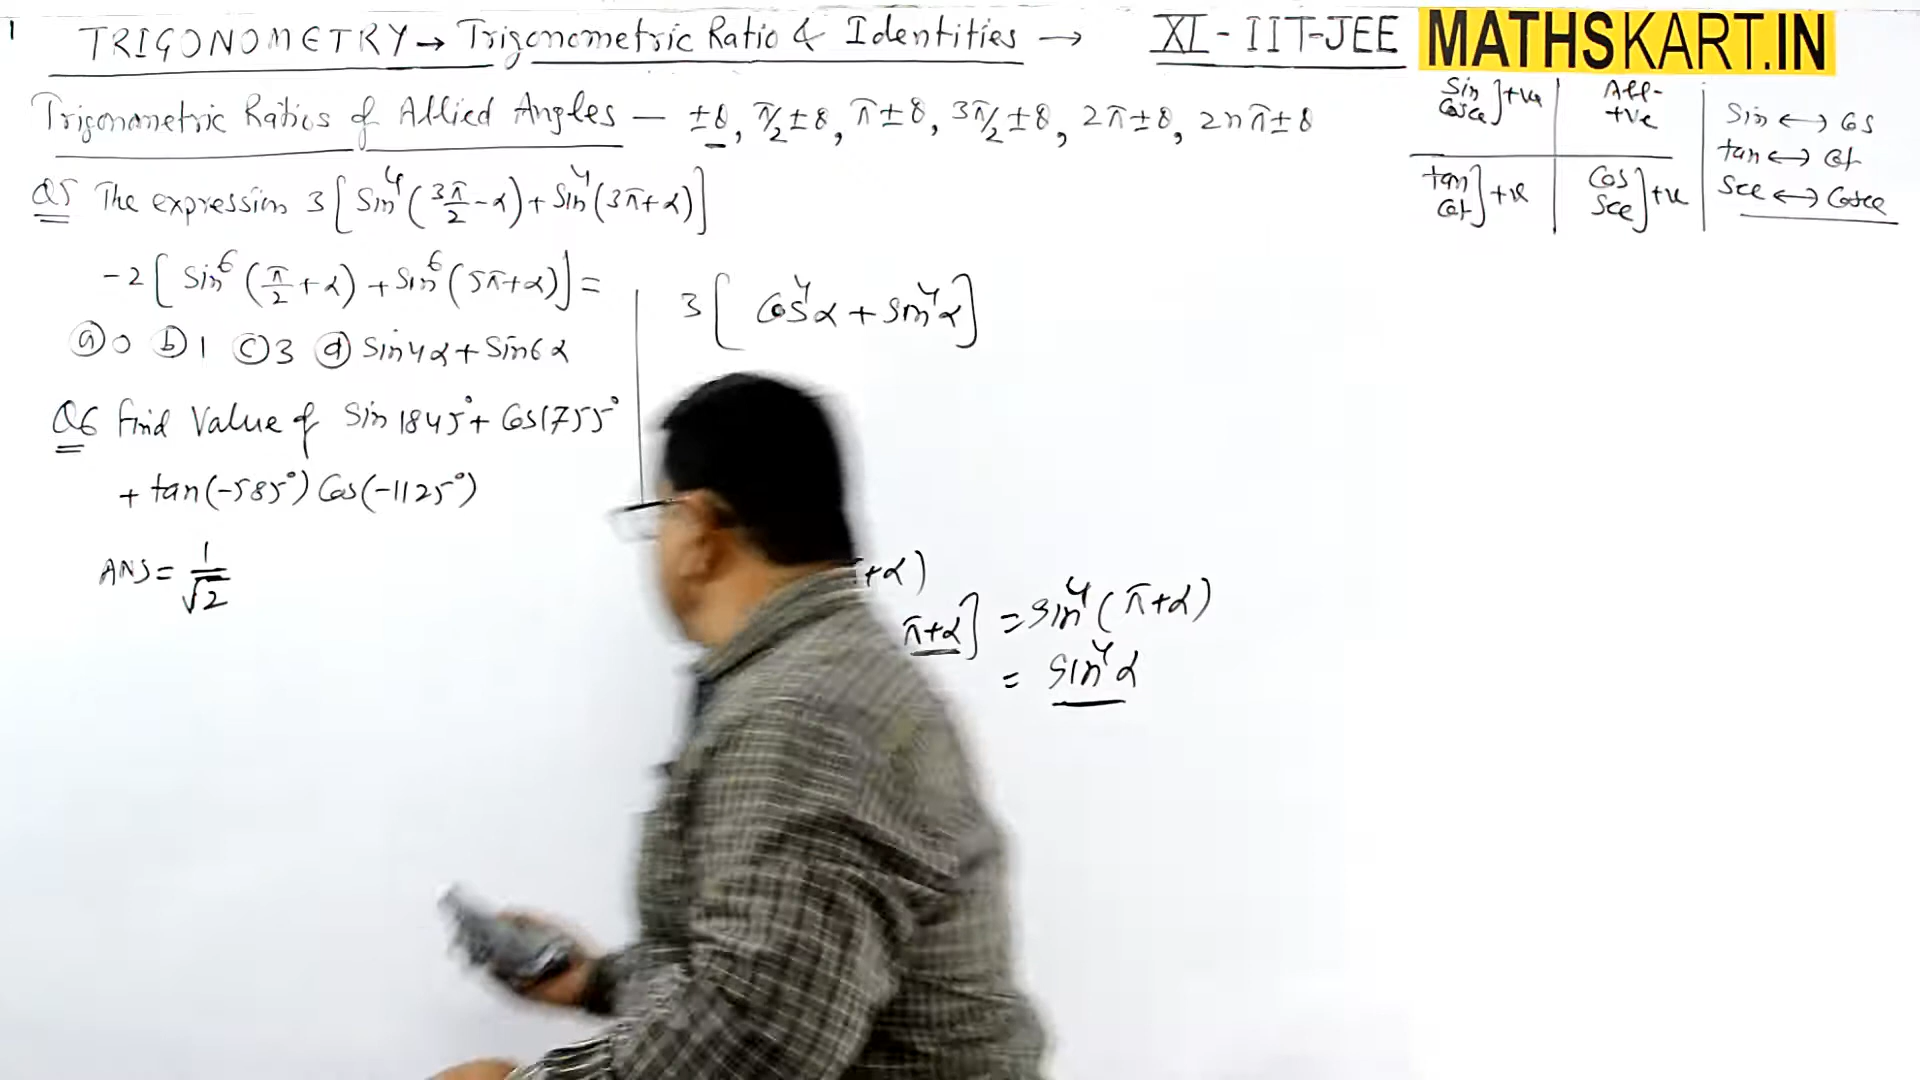 1
TRIGONOMETRY → Trigonometric Ratio & Identities → XI - IIT-JEE MATHSKART.IN
Trigonometric Ratios of Allied Angles — ±θ, π/2±θ, π±θ, 3π/2±θ, 2π±θ, 2nπ±θ
Sin Cosec ] +ve
All - +ve
tan Cot ] +ve
Cos Sec ] +ve
Sin ↔ Cos
tan ↔ Cot
Sec ↔ Cosec
Q5 The expression 3[Sin⁴(3π/2 - α) + Sin⁴(3π+α)]
-2[Sin⁶(π/2 + α) + Sin⁶(5π+α)] =
(a) 0 (b) 1 (c) 3 (d) Sin4α + Sin6α
Q6 Find Value of Sin 1845° + Cos 1755°
+ tan(-585°) Cos(-1125°)
ANS = 1/√2
3[Cos⁴α + Sin⁴α]
+α)
π+α] = Sin⁴(π+α)
= Sin⁴α